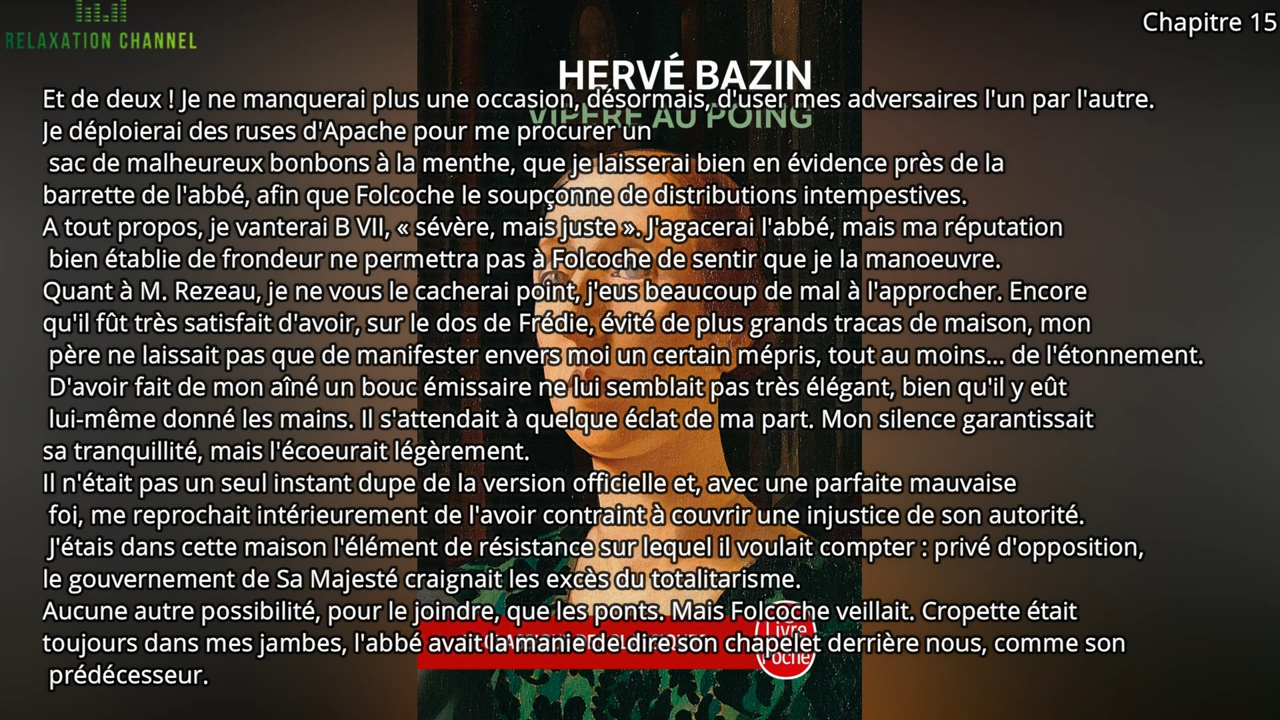 RELAXATION CHANNEL
Chapitre 15
HERVÉ BAZIN
VIPÈRE AU POING
Et de deux ! Je ne manquerai plus une occasion, désormais, d'user mes adversaires l'un par l'autre.
Je déploierai des ruses d'Apache pour me procurer un
sac de malheureux bonbons à la menthe, que je laisserai bien en évidence près de la
barrette de l'abbé, afin que Folcoche le soupçonne de distributions intempestives.
A tout propos, je vanterai B VII, « sévère, mais juste ». J'agacerai l'abbé, mais ma réputation
bien établie de frondeur ne permettra pas à Folcoche de sentir que je la manoeuvre.
Quant à M. Rezeau, je ne vous le cacherai point, j'eus beaucoup de mal à l'approcher. Encore
qu'il fût très satisfait d'avoir, sur le dos de Frédie, évité de plus grands tracas de maison, mon
père ne laissait pas que de manifester envers moi un certain mépris, tout au moins... de l'étonnement.
D'avoir fait de mon aîné un bouc émissaire ne lui semblait pas très élégant, bien qu'il y eût
lui-même donné les mains. Il s'attendait à quelque éclat de ma part. Mon silence garantissait
sa tranquillité, mais l'écoeurait légèrement.
Il n'était pas un seul instant dupe de la version officielle et, avec une parfaite mauvaise
foi, me reprochait intérieurement de l'avoir contraint à couvrir une injustice de son autorité.
J'étais dans cette maison l'élément de résistance sur lequel il voulait compter : privé d'opposition,
le gouvernement de Sa Majesté craignait les excès du totalitarisme.
Aucune autre possibilité, pour le joindre, que les ponts. Mais Folcoche veillait. Cropette était
toujours dans mes jambes, l'abbé avait la manie de dire son chapelet derrière nous, comme son
prédécesseur.
Le
Livre
Poche